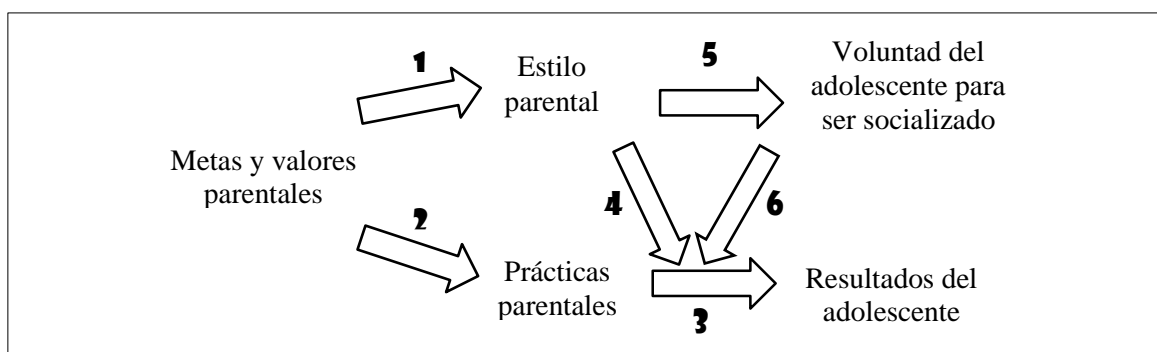 1
Estilo
parental
5
Voluntad del
adolescente para
ser socializado
Metas y valores
parentales
2
4
6
Prácticas
parentales
3
Resultados del
adolescente